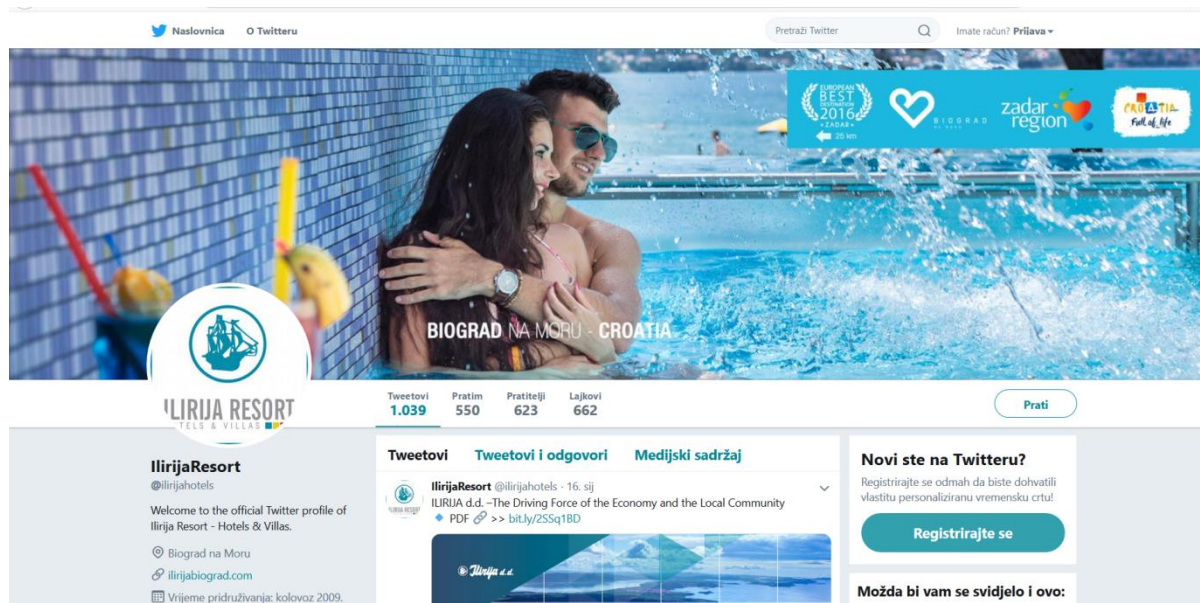 Naslovnica O Twitteru
Pretraži Twitter
Imate račun? Prijava
EUROPEAN
BEST
DESTINATION
2016
ZADAR
25 km
BIOGRAD
NA MORU
zadar
region
CROATIA
Full of life
BIOGRAD NA MORU - CROATIA
ILIRIJA RESORT
HOTELS & VILLAS
Tweetovi Pratim Pratitelji Lajkovi
1.039 550 623 662
Prati
IlirijaResort
@ilirijahotels
Welcome to the official Twitter profile of
Ilirija Resort - Hotels & Villas.
Biograd na Moru
ilirijabiograd.com
Vrijeme pridruživanja: kolovoz 2009.
Tweetovi Tweetovi i odgovori Medijski sadržaj
IlirijaResort @ilirijahotels · 16. sij
ILIRIJA d.d. –The Driving Force of the Economy and the Local Community
PDF >> bit.ly/2SSq1BD
ILIRIJA RESORT
Ilirija d.d.
Novi ste na Twitteru?
Registrirajte se odmah da biste dohvatili
vlastitu personaliziranu vremensku crtu!
Registrirajte se
Možda bi vam se svidjelo i ovo: